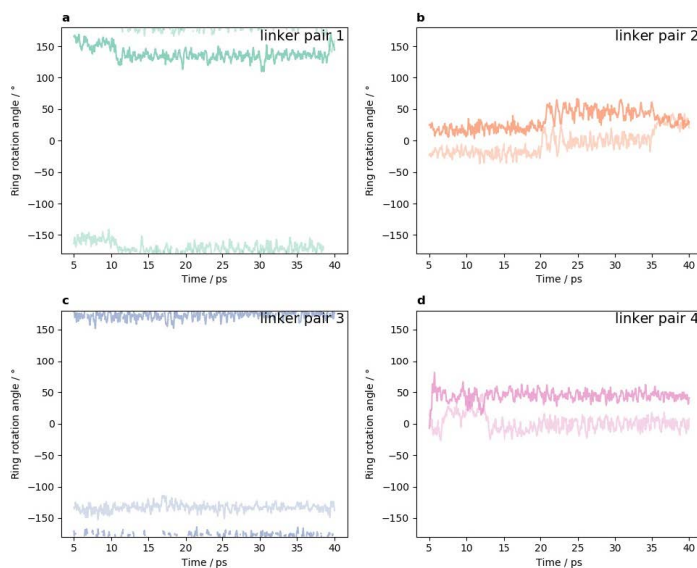 a
linker pair 1
150
100
50
0
−50
−100
−150
Ring rotation angle / °
5 10 15 20 25 30 35 40
Time / ps
b
linker pair 2
150
100
50
0
−50
−100
−150
Ring rotation angle / °
5 10 15 20 25 30 35 40
Time / ps
c
linker pair 3
150
100
50
0
−50
−100
−150
Ring rotation angle / °
5 10 15 20 25 30 35 40
Time / ps
d
linker pair 4
150
100
50
0
−50
−100
−150
Ring rotation angle / °
5 10 15 20 25 30 35 40
Time / ps